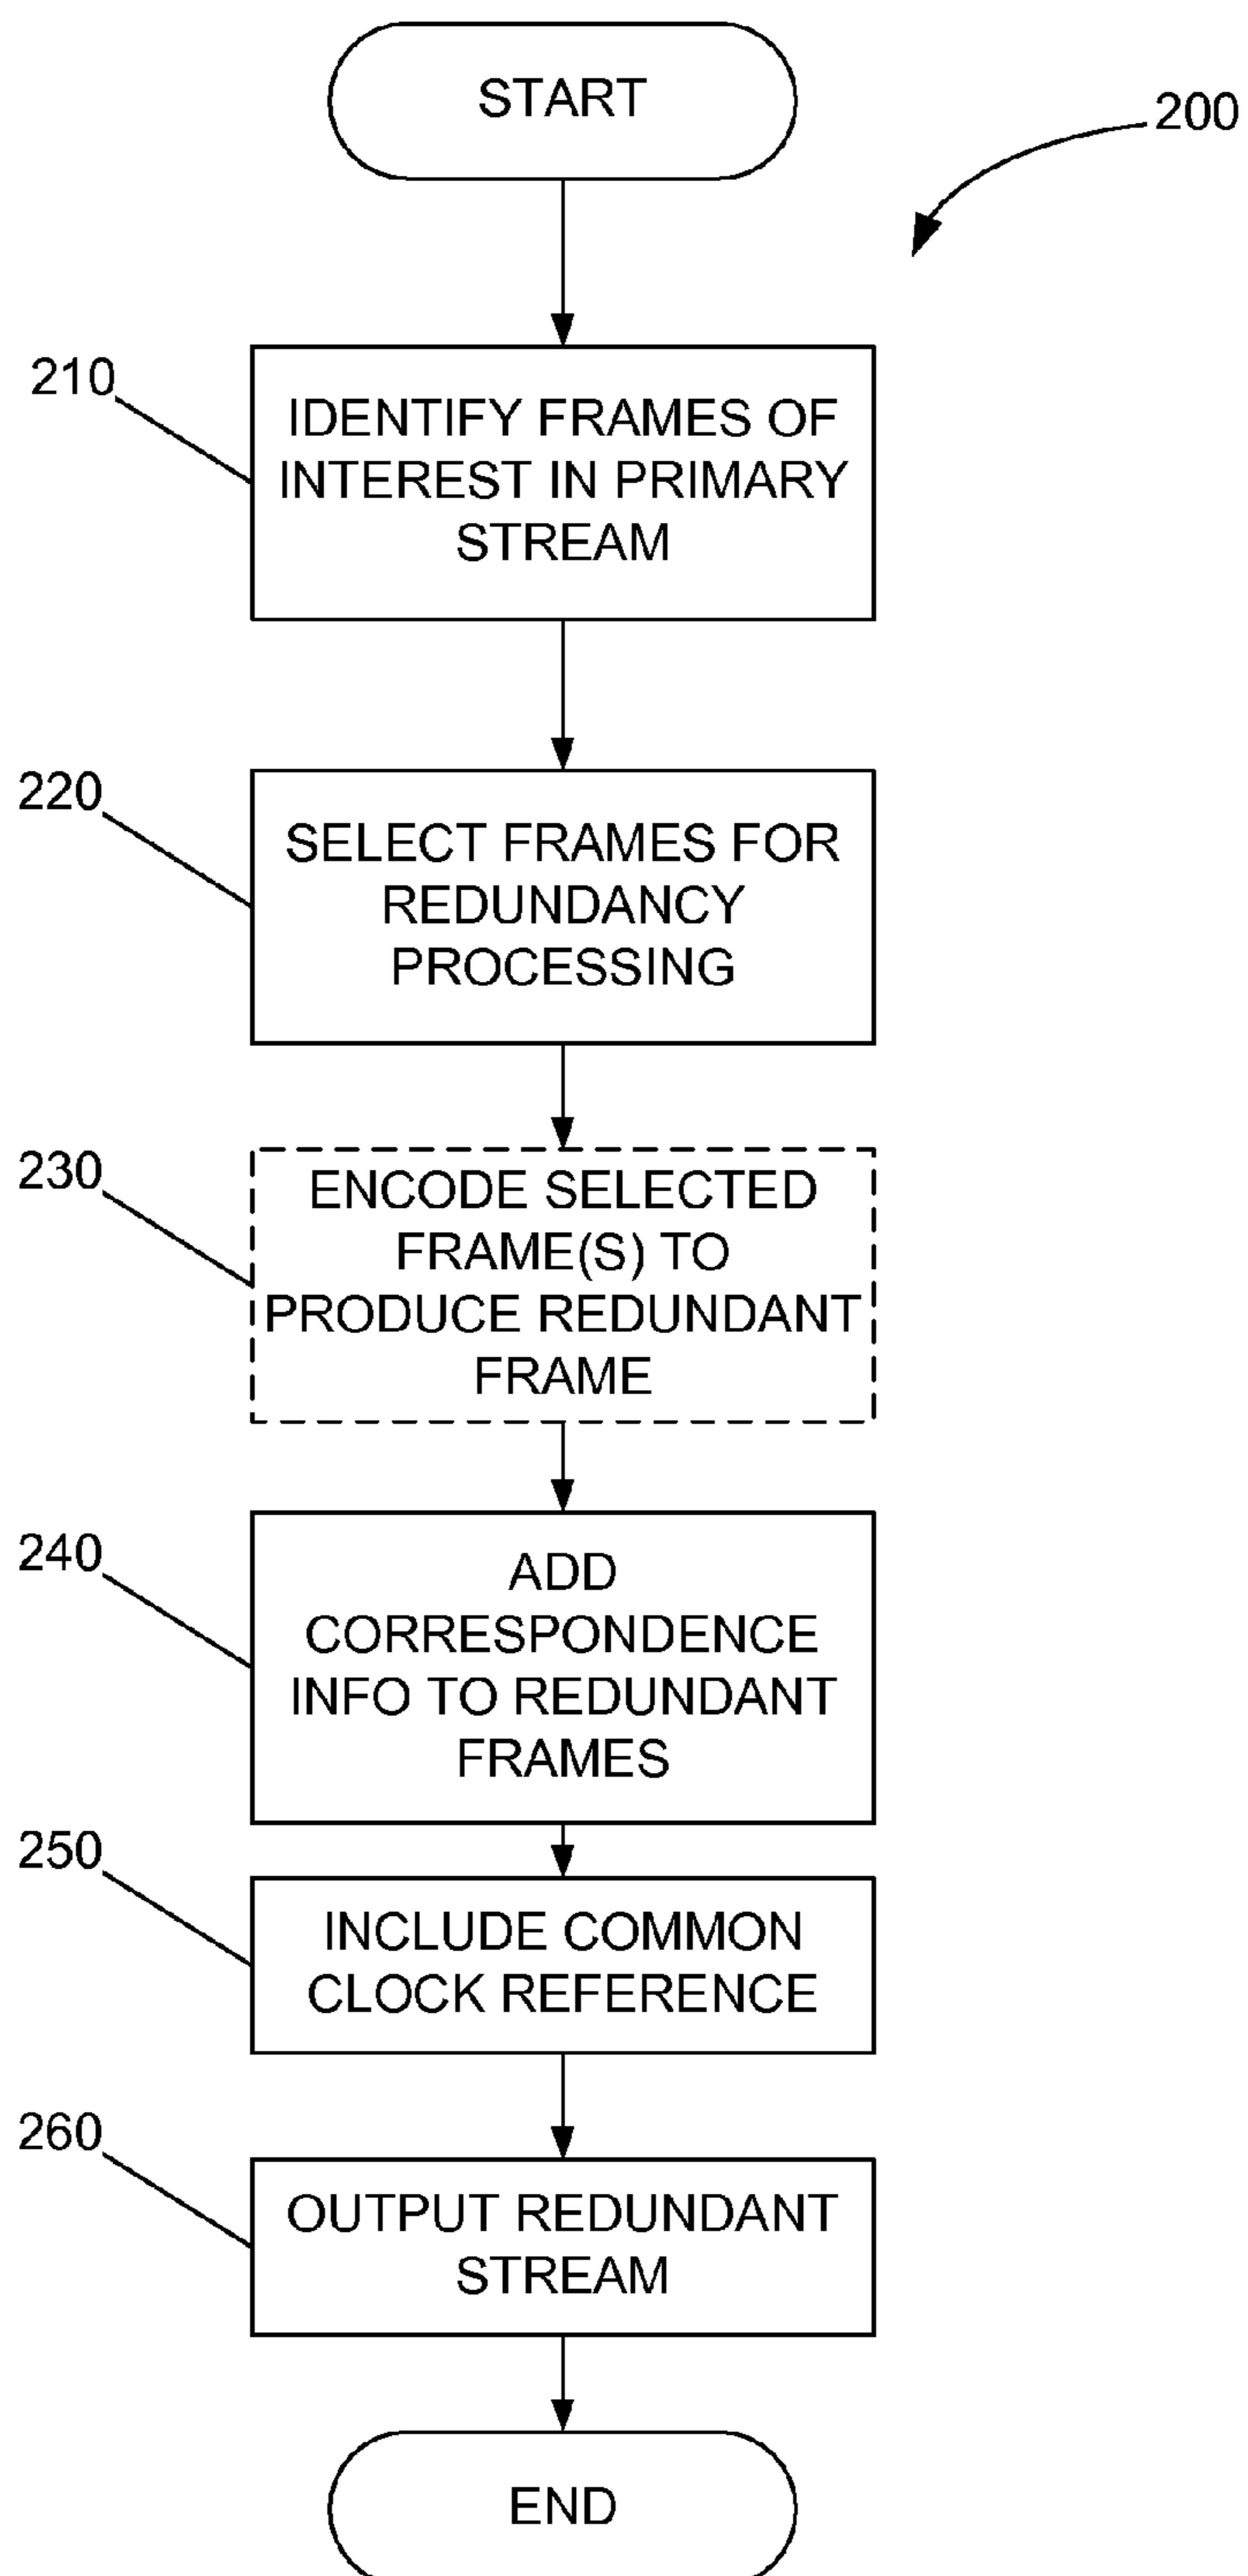 START
200
210
IDENTIFY FRAMES OF
INTEREST IN PRIMARY
STREAM
220
SELECT FRAMES FOR
REDUNDANCY
PROCESSING
230
ENCODE SELECTED
FRAME(S) TO
PRODUCE REDUNDANT
FRAME
240
ADD
CORRESPONDENCE
INFO TO REDUNDANT
FRAMES
250
INCLUDE COMMON
CLOCK REFERENCE
260
OUTPUT REDUNDANT
STREAM
END